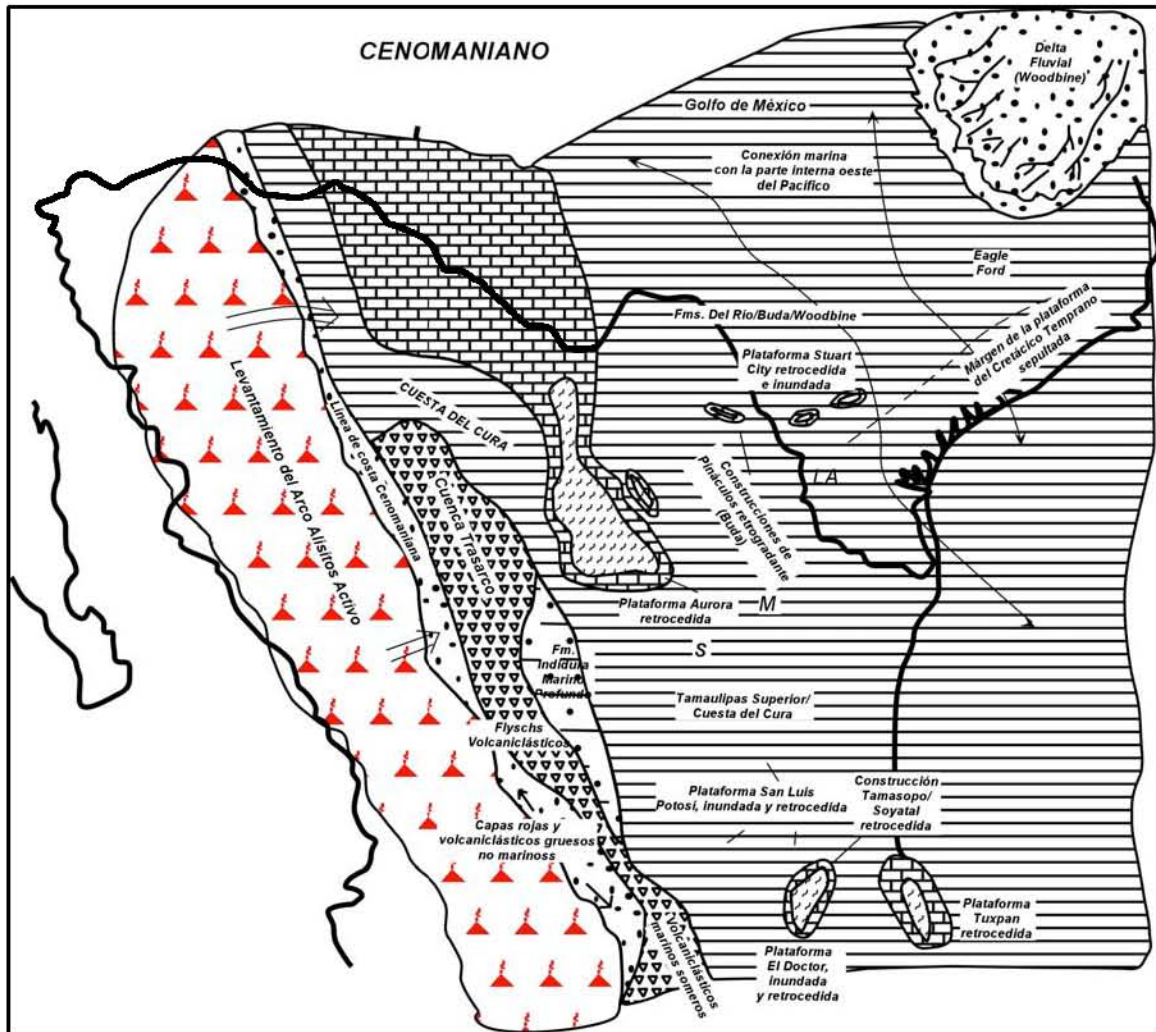 CENOMANIANO
Delta
Fluvial
(Woodbine)
Golfo de México
Conexión marina
con la parte interna oeste
del Pacífico
Eagle
Ford
Fms. Del Río/Buda/Woodbine
Márgen de la plataforma
del Cretácico Temprano
sepultada
Plataforma Stuart
City retrocedida
e inundada
CUESTA DEL CURA
Levantamiento del Arco Alisitos Activo
Línea de costa Cenomaniana
Cuenca Trasarco
Construcciones de
Pináculos retrogradante
(Buda)
LA
M
S
Plataforma Aurora
retrocedida
Fm.
Indidura
Marino
Profundo
Tamaulipas Superior/
Cuesta del Cura
Flyschs
Volcaniclásticos
Plataforma San Luis
Potosí, inundada y retrocedida
Construcción
Tamasopo/
Soyatal
retrocedida
Capas rojas y
volcaniclásticos gruesos
no marinoss
Volcaniclásticos
marinos someros
Plataforma
Tuxpan
retrocedida
Plataforma
El Doctor,
inundada
y retrocedida